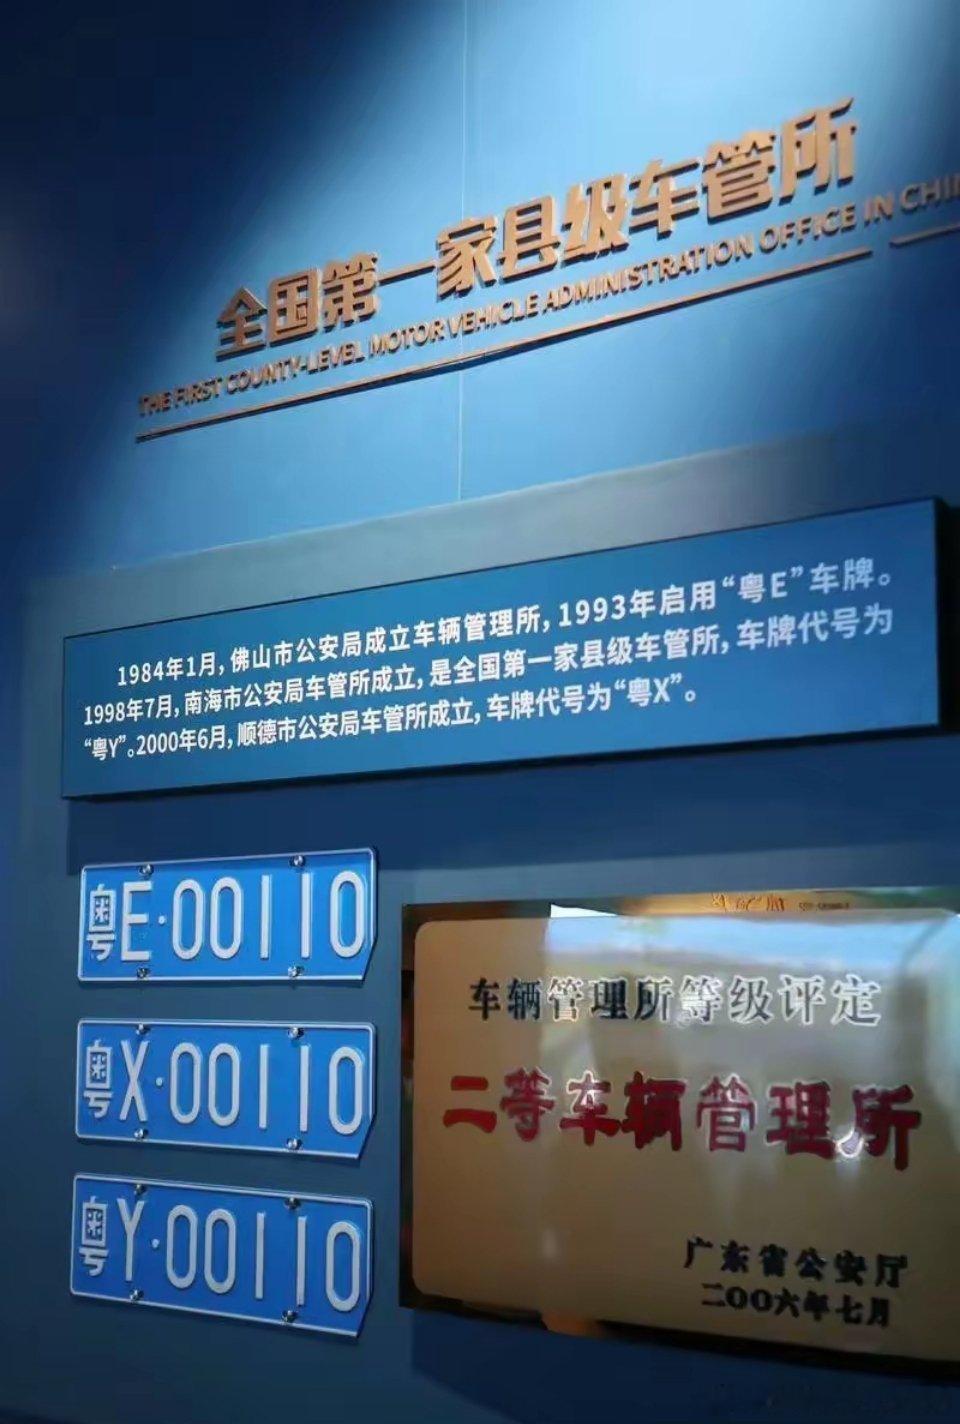 全国第一家县级车管所
THE FIRST COUNTY-LEVEL MOTOR VEHICLE ADMINISTRATION OFFICE IN CHI
1984年1月，佛山市公安局成立车辆管理所，1993年启用“粤E”车牌。
1998年7月，南海市公安局车管所成立，是全国第一家县级车管所，车牌代号为
“粤Y”。2000年6月，顺德市公安局车管所成立，车牌代号为“粤X”。
粤E·00110
粤X·00110
粤Y·00110
车辆管理所等级评定
二等车辆管理所
广东省公安厅
二〇〇六年七月